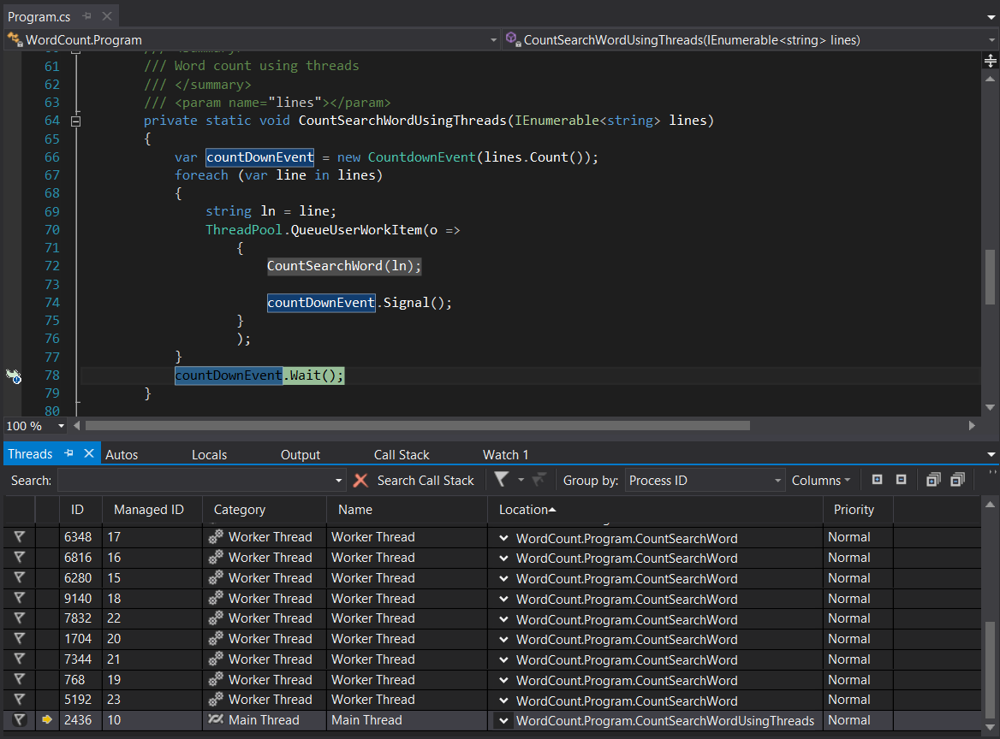 Program.cs
WordCount.Program CountSearchWordUsingThreads(IEnumerable<string> lines)
61 /// Word count using threads
62 /// </summary>
63 /// <param name="lines"></param>
64 private static void CountSearchWordUsingThreads(IEnumerable<string> lines)
65 {
66 var countDownEvent = new CountdownEvent(lines.Count());
67 foreach (var line in lines)
68 {
69 string ln = line;
70 ThreadPool.QueueUserWorkItem(o =>
71 {
72 CountSearchWord(ln);
73
74 countDownEvent.Signal();
75 }
76 );
77 }
78 countDownEvent.Wait();
79 }
80
100 %
Threads Autos Locals Output Call Stack Watch 1
Search: Search Call Stack Group by: Process ID Columns
ID Managed ID Category Name Location Priority
6348 17 Worker Thread Worker Thread WordCount.Program.CountSearchWord Normal
6816 16 Worker Thread Worker Thread WordCount.Program.CountSearchWord Normal
6280 15 Worker Thread Worker Thread WordCount.Program.CountSearchWord Normal
9140 18 Worker Thread Worker Thread WordCount.Program.CountSearchWord Normal
7832 22 Worker Thread Worker Thread WordCount.Program.CountSearchWord Normal
1704 20 Worker Thread Worker Thread WordCount.Program.CountSearchWord Normal
7344 21 Worker Thread Worker Thread WordCount.Program.CountSearchWord Normal
768 19 Worker Thread Worker Thread WordCount.Program.CountSearchWord Normal
5192 23 Worker Thread Worker Thread WordCount.Program.CountSearchWord Normal
2436 10 Main Thread Main Thread WordCount.Program.CountSearchWordUsingThreads Normal